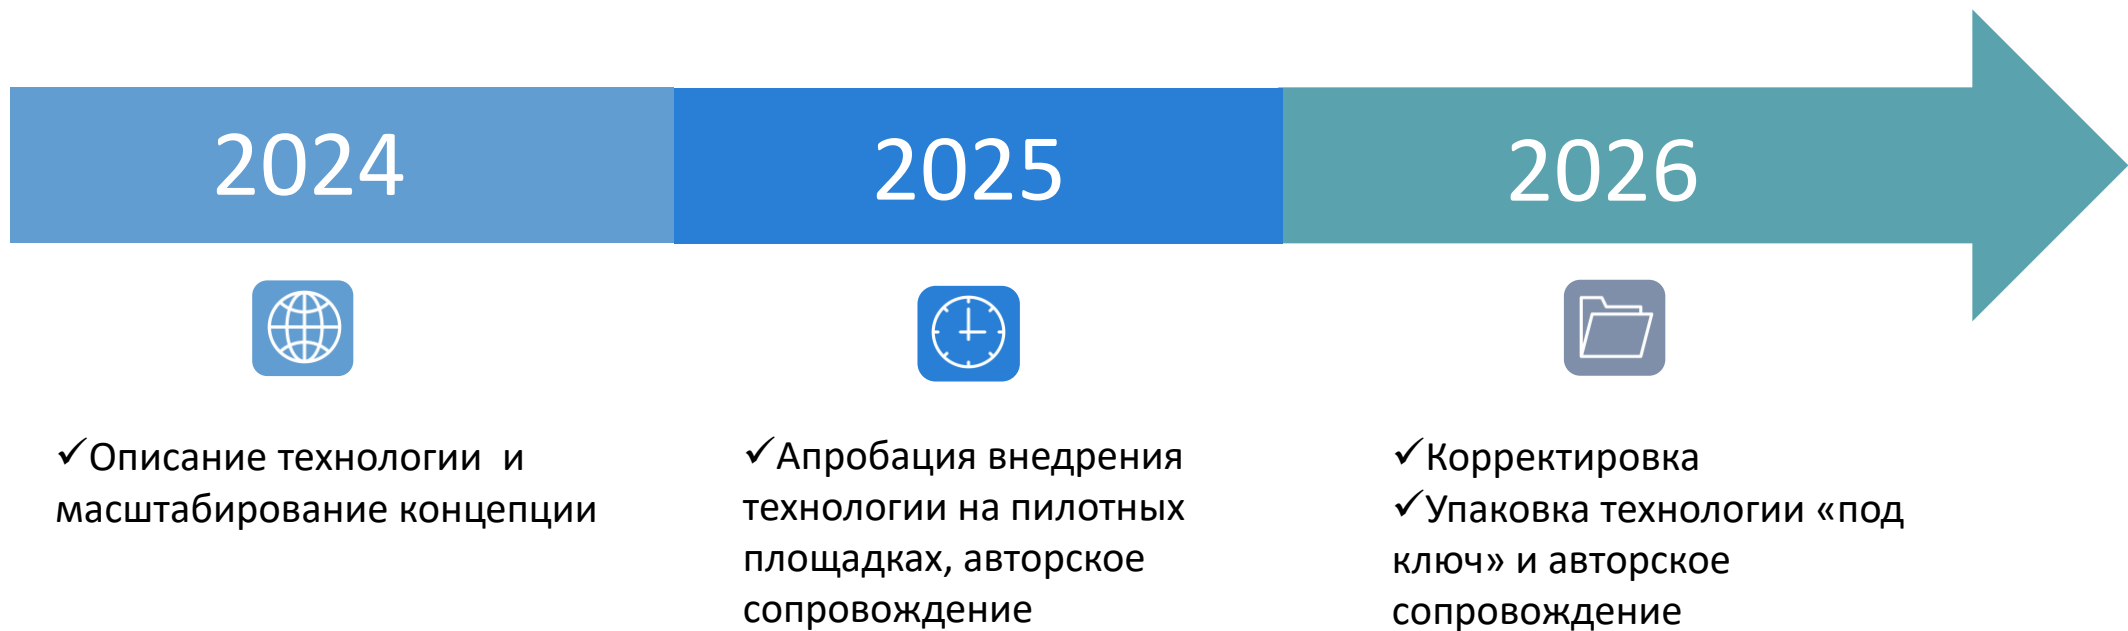 2024
2025
2026
✓Описание технологии и
масштабирование концепции
✓Апробация внедрения
технологии на пилотных
площадках, авторское
сопровождение
✓Корректировка
✓Упаковка технологии «под
ключ» и авторское
сопровождение